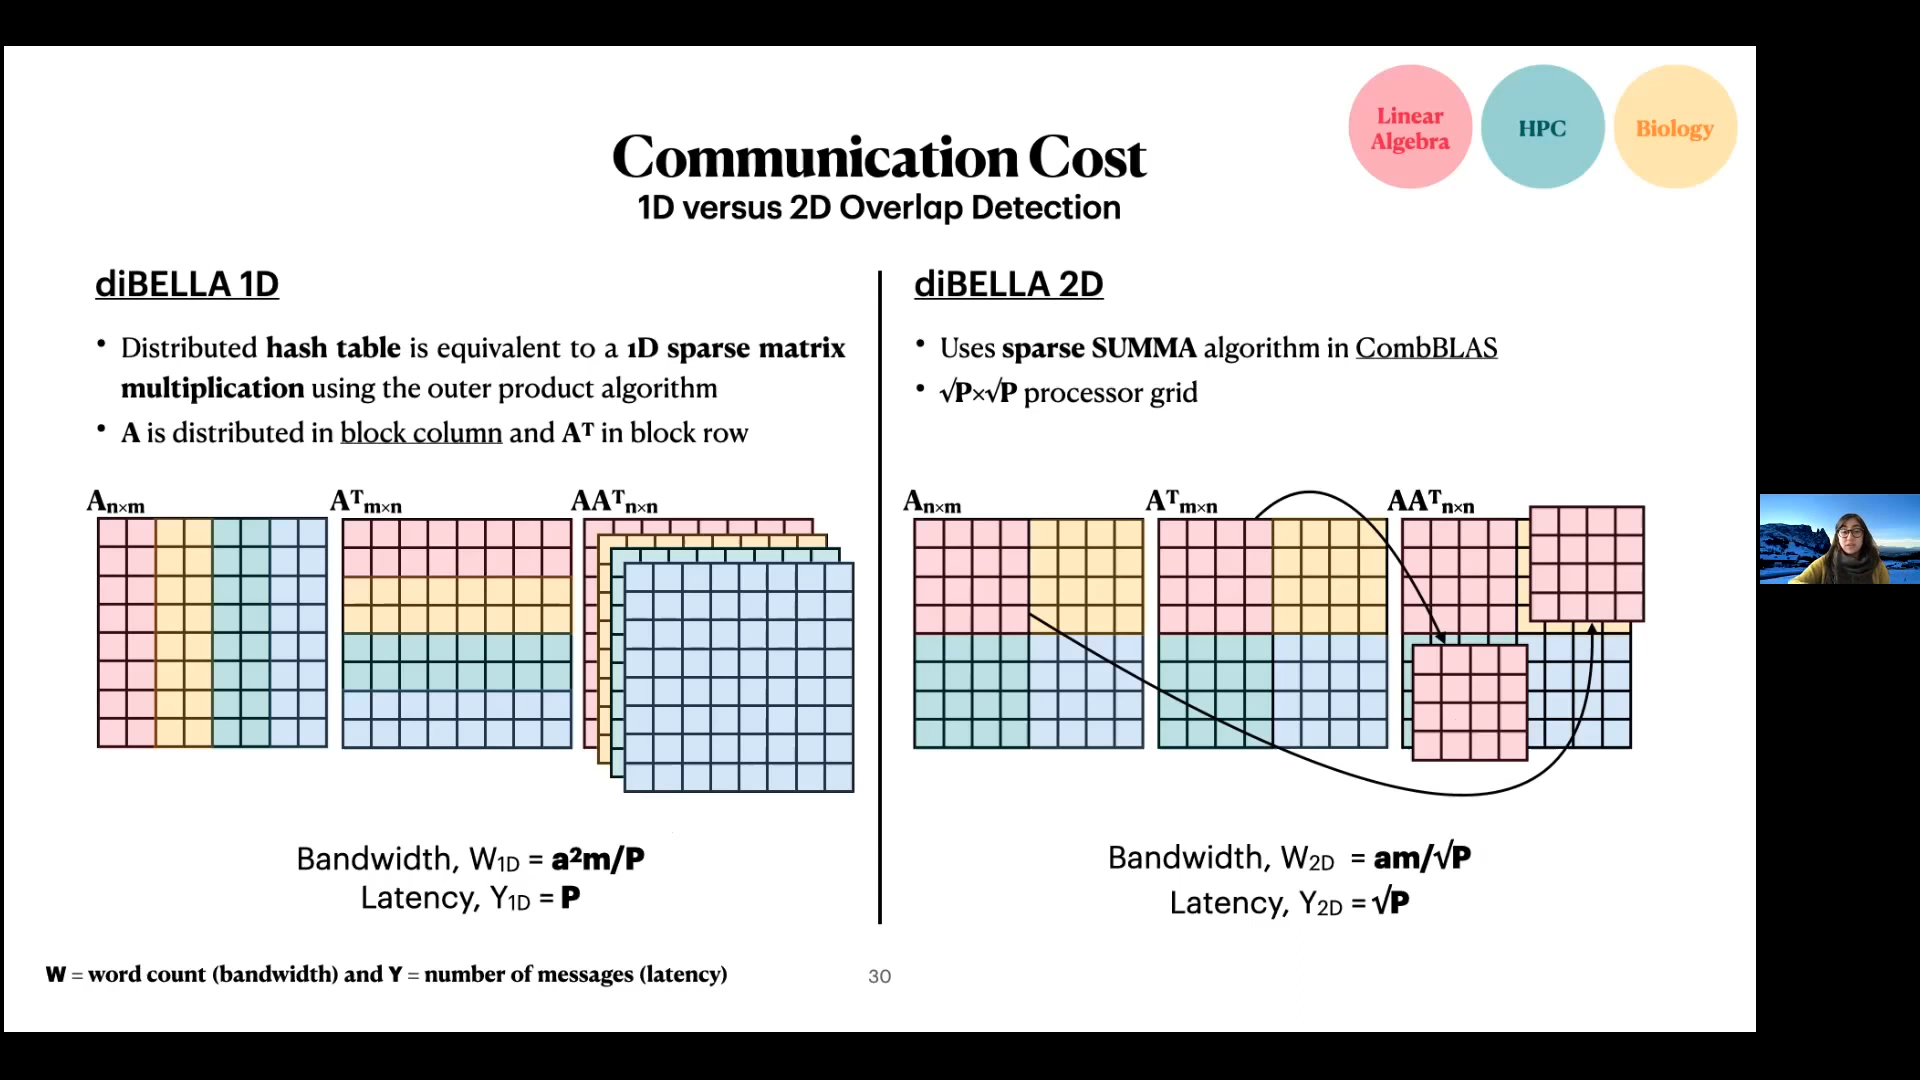 Linear
Algebra
HPC
Biology
Communication Cost
1D versus 2D Overlap Detection
diBELLA 1D
• Distributed hash table is equivalent to a 1D sparse matrix
multiplication using the outer product algorithm
• A is distributed in block column and Aᵀ in block row
Aₙₓₘ
Aᵀₘₓₙ
AAᵀₙₓₙ
Bandwidth, W1D = a²m/P
Latency, Y1D = P
diBELLA 2D
• Uses sparse SUMMA algorithm in CombBLAS
• √P×√P processor grid
Aₙₓₘ
Aᵀₘₓₙ
AAᵀₙₓₙ
Bandwidth, W2D = am/√P
Latency, Y2D = √P
W = word count (bandwidth) and Y = number of messages (latency)
30